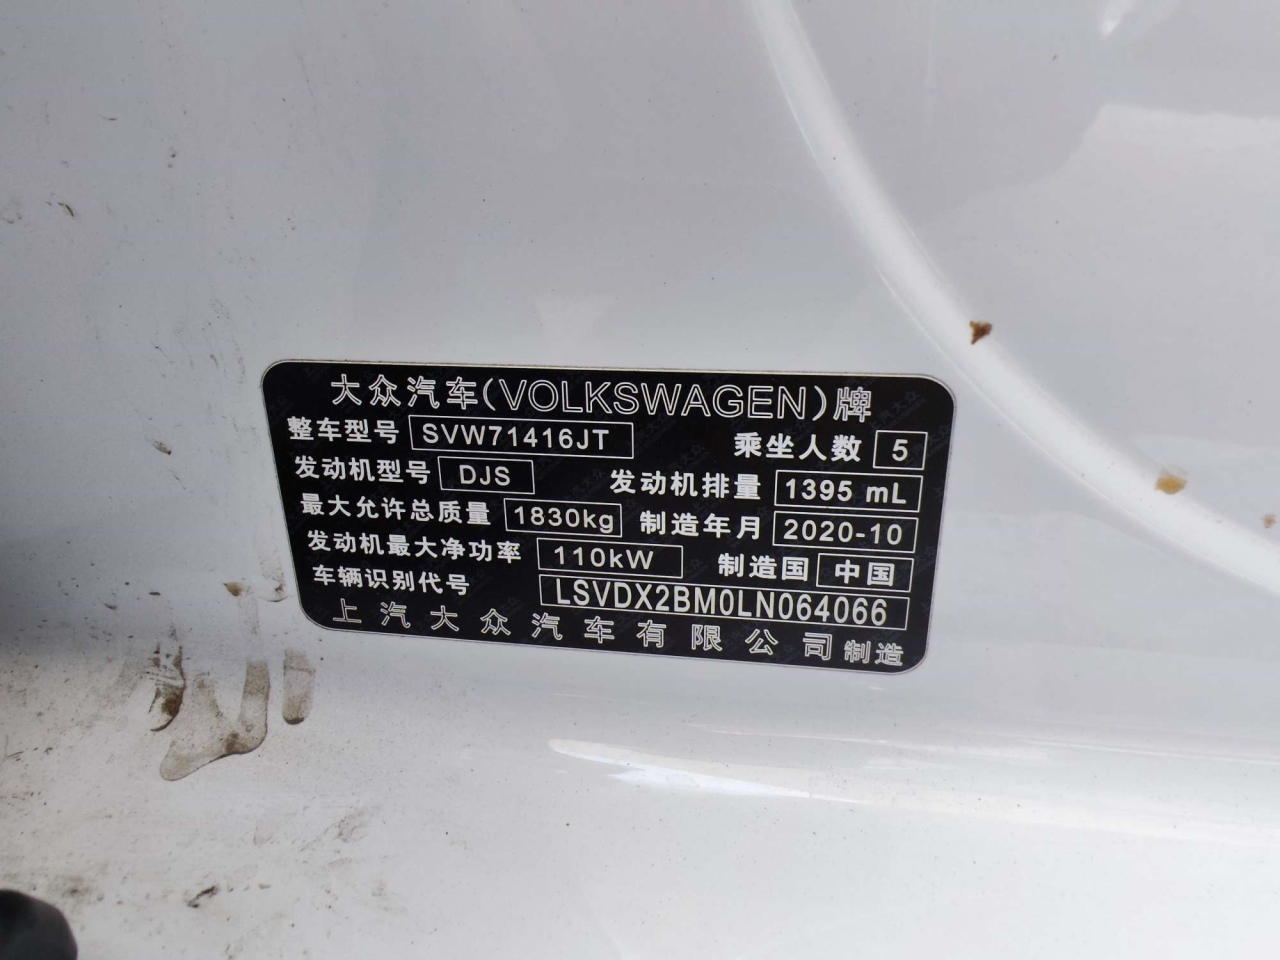 大众汽车(VOLKSWAGEN)牌
整车型号 SVW71416JT 乘坐人数 5
发动机型号 DJS 发动机排量 1395 mL
最大允许总质量 1830kg 制造年月 2020-10
发动机最大净功率 110kW 制造国 中国
车辆识别代号 LSVDX2BM0LN064066
上汽大众汽车有限公司制造